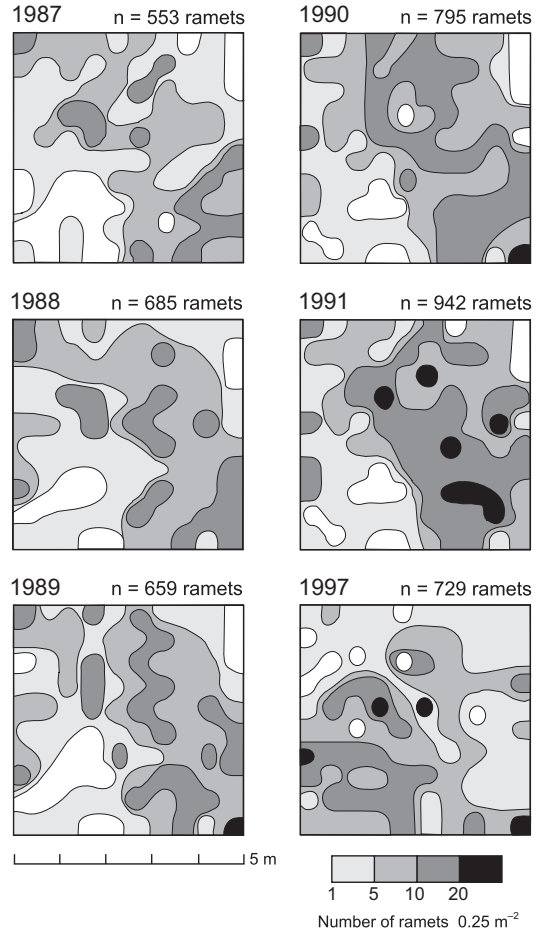 1987 n = 553 ramets
1990 n = 795 ramets
1988 n = 685 ramets
1991 n = 942 ramets
1989 n = 659 ramets
1997 n = 729 ramets
5 m
1 5 10 20
Number of ramets 0.25 m⁻²